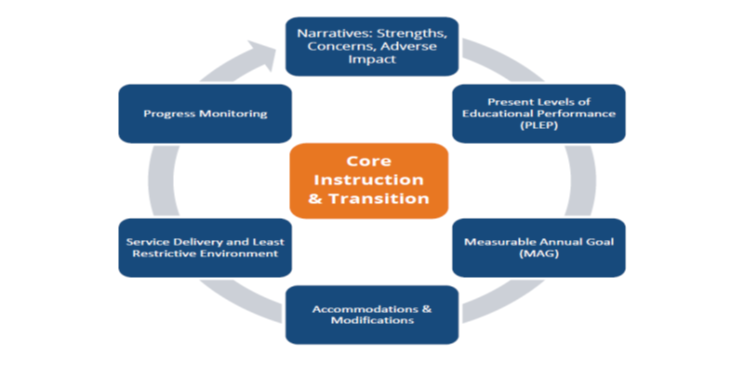 Narratives: Strengths,
Concerns, Adverse
Impact
Present Levels of
Educational Performance
(PLEP)
Measurable Annual Goal
(MAG)
Accommodations &
Modifications
Service Delivery and Least
Restrictive Environment
Progress Monitoring
Core
Instruction
& Transition